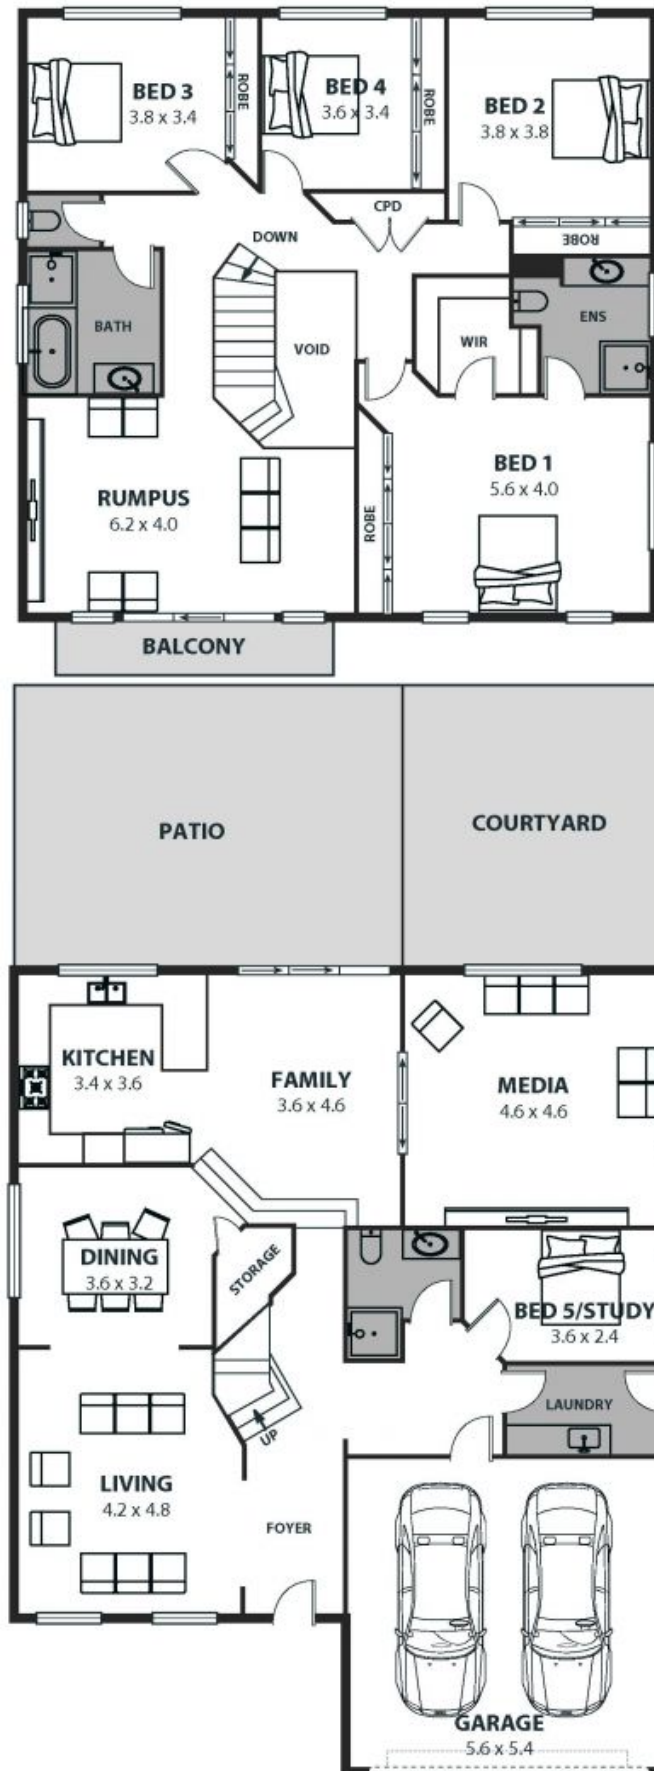 BED 3
3.8 x 3.4
ROBE
BED 4
3.6 x 3.4
ROBE
BED 2
3.8 x 3.8
ROBE
CPD
DOWN
BATH
VOID
WIR
ENS
RUMPUS
6.2 x 4.0
ROBE
BED 1
5.6 x 4.0
BALCONY
PATIO
COURTYARD
KITCHEN
3.4 x 3.6
FAMILY
3.6 x 4.6
MEDIA
4.6 x 4.6
DINING
3.6 x 3.2
STORAGE
BED 5/STUDY
3.6 x 2.4
LAUNDRY
UP
LIVING
4.2 x 4.8
FOYER
GARAGE
5.6 x 5.4